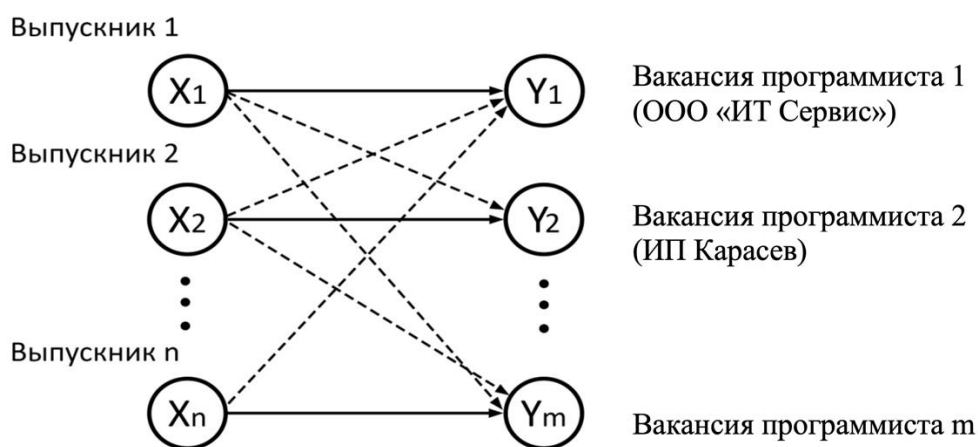 Выпускник 1
X1
Y1
Вакансия программиста 1
(ООО «ИТ Сервис»)
Выпускник 2
X2
Y2
Вакансия программиста 2
(ИП Карасев)
Выпускник n
Xn
Ym
Вакансия программиста m